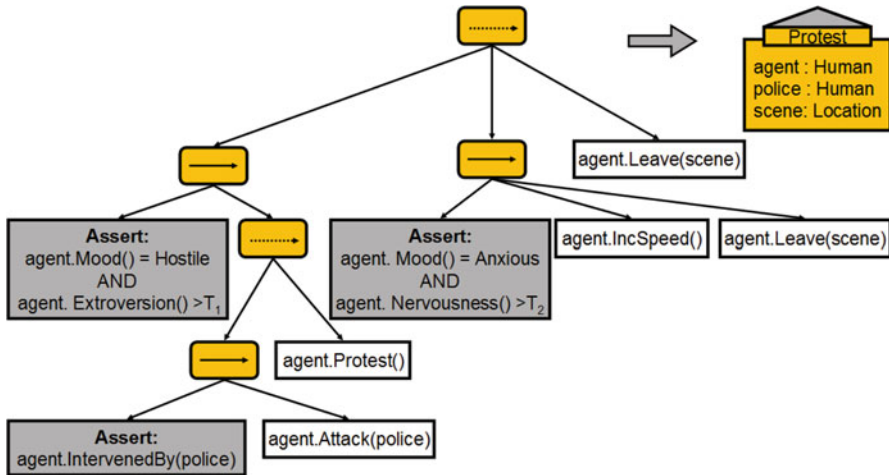 Protest
agent : Human
police : Human
scene: Location
agent.Leave(scene)
Assert:
agent.Mood() = Hostile
AND
agent. Extroversion() >T1
Assert:
agent. Mood() = Anxious
AND
agent. Nervousness() >T2
agent.IncSpeed()
agent.Leave(scene)
agent.Protest()
Assert:
agent.IntervenedBy(police)
agent.Attack(police)